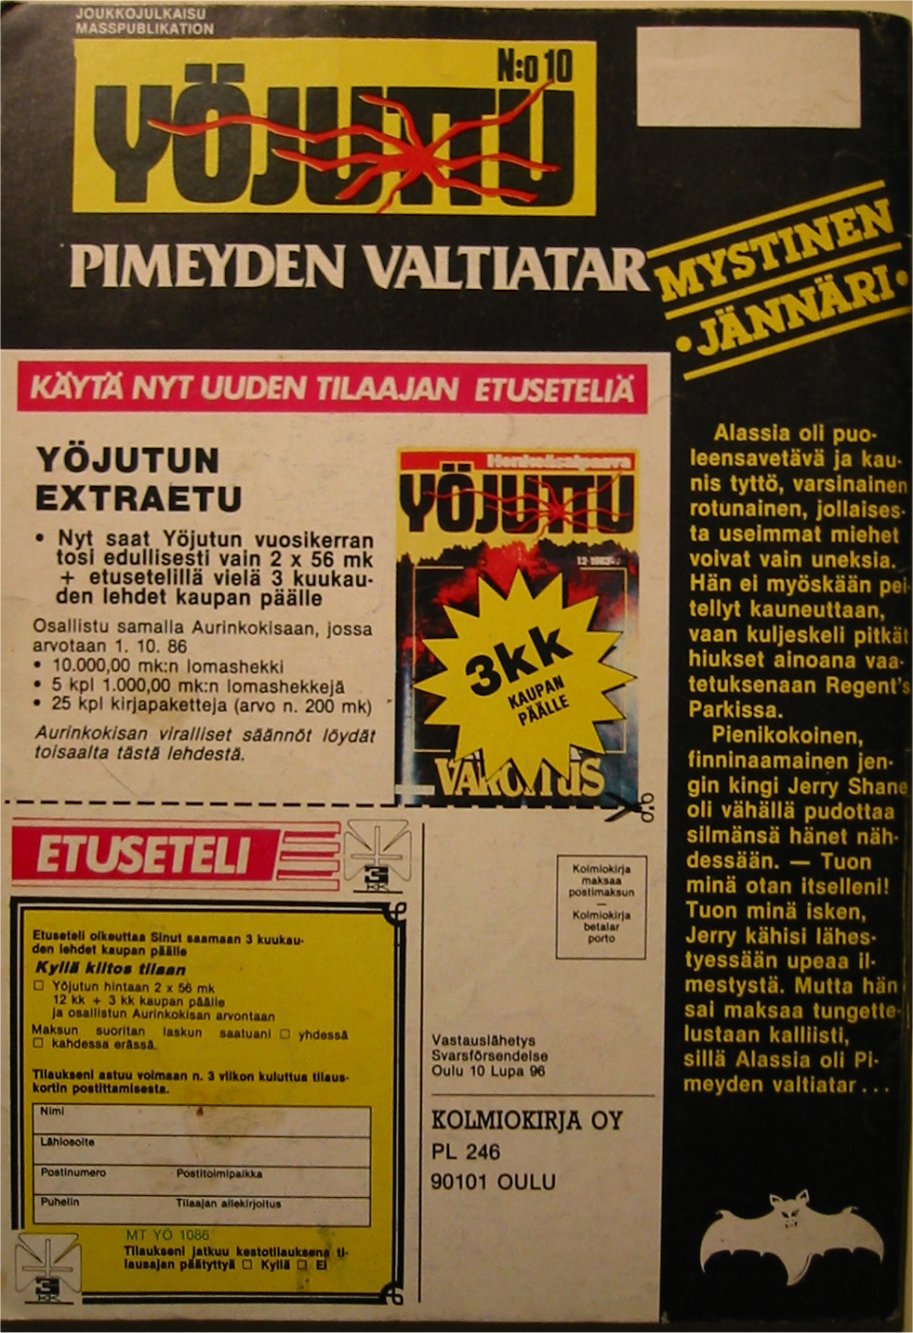 JOUKKOJULKAISU
MASSPUBLIKATION
N:o 10
YÖJUTTU
PIMEYDEN VALTIATAR
MYSTINEN
• JÄNNÄRI •
KÄYTÄ NYT UUDEN TILAAJAN ETUSETELIÄ
YÖJUTUN
EXTRAETU
• Nyt saat Yöjutun vuosikerran
tosi edullisesti vain 2 x 56 mk
+ etusetelillä vielä 3 kuukau-
den lehdet kaupan päälle
Osallistu samalla Aurinkokisaan, jossa
arvotaan 1. 10. 86
• 10.000,00 mk:n lomashekki
• 5 kpl 1.000,00 mk:n lomashekkejä
• 25 kpl kirjapaketteja (arvo n. 200 mk)
Aurinkokisan viralliset säännöt löydät
toisaalta tästä lehdestä.
YÖJUTTU
12·1983
3kk
KAUPAN
PÄÄLLE
ETUSETELI
3
KK
Etuseteli oikeuttaa Sinut saamaan 3 kuukau-
den lehdet kaupan päälle
Kyllä kiitos tilaan
□ Yöjutun hintaan 2 x 56 mk
12 kk + 3 kk kaupan päälle
ja osallistun Aurinkokisan arvontaan
Maksun suoritan laskun saatuani □ yhdessä
□ kahdessa erässä.
Tilaukseni astuu voimaan n. 3 viikon kuluttua tilaus-
kortin postittamisesta.
Nimi
Lähiosoite
Postinumero Postitoimipaikka
Puhelin Tilaajan allekirjoitus
MT YÖ 1086
Tilaukseni jatkuu kestotilauksena ti-
lausajan päätyttyä □ Kyllä □ Ei
3
KK
Kolmiokirja
maksaa
postimaksun
—
Kolmiokirja
betalar
porto
Vastauslähetys
Svarsförsendelse
Oulu 10 Lupa 96
KOLMIOKIRJA OY
PL 246
90101 OULU
Alassia oli puo-
leensavetävä ja kau-
nis tyttö, varsinainen
rotunainen, jollaises-
ta useimmat miehet
voivat vain uneksia.
Hän ei myöskään pei-
tellyt kauneuttaan,
vaan kuljeskeli pitkät
hiukset ainoana vaa-
tetuksenaan Regent's
Parkissa.
Pienikokoinen,
finninaamainen jen-
gin kingi Jerry Shane
oli vähällä pudottaa
silmänsä hänet näh-
dessään. — Tuon
minä otan itselleni!
Tuon minä isken,
Jerry kähisi lähes-
tyessään upeaa il-
mestystä. Mutta hän
sai maksaa tungette-
lustaan kalliisti,
sillä Alassia oli Pi-
meyden valtiatar . . .